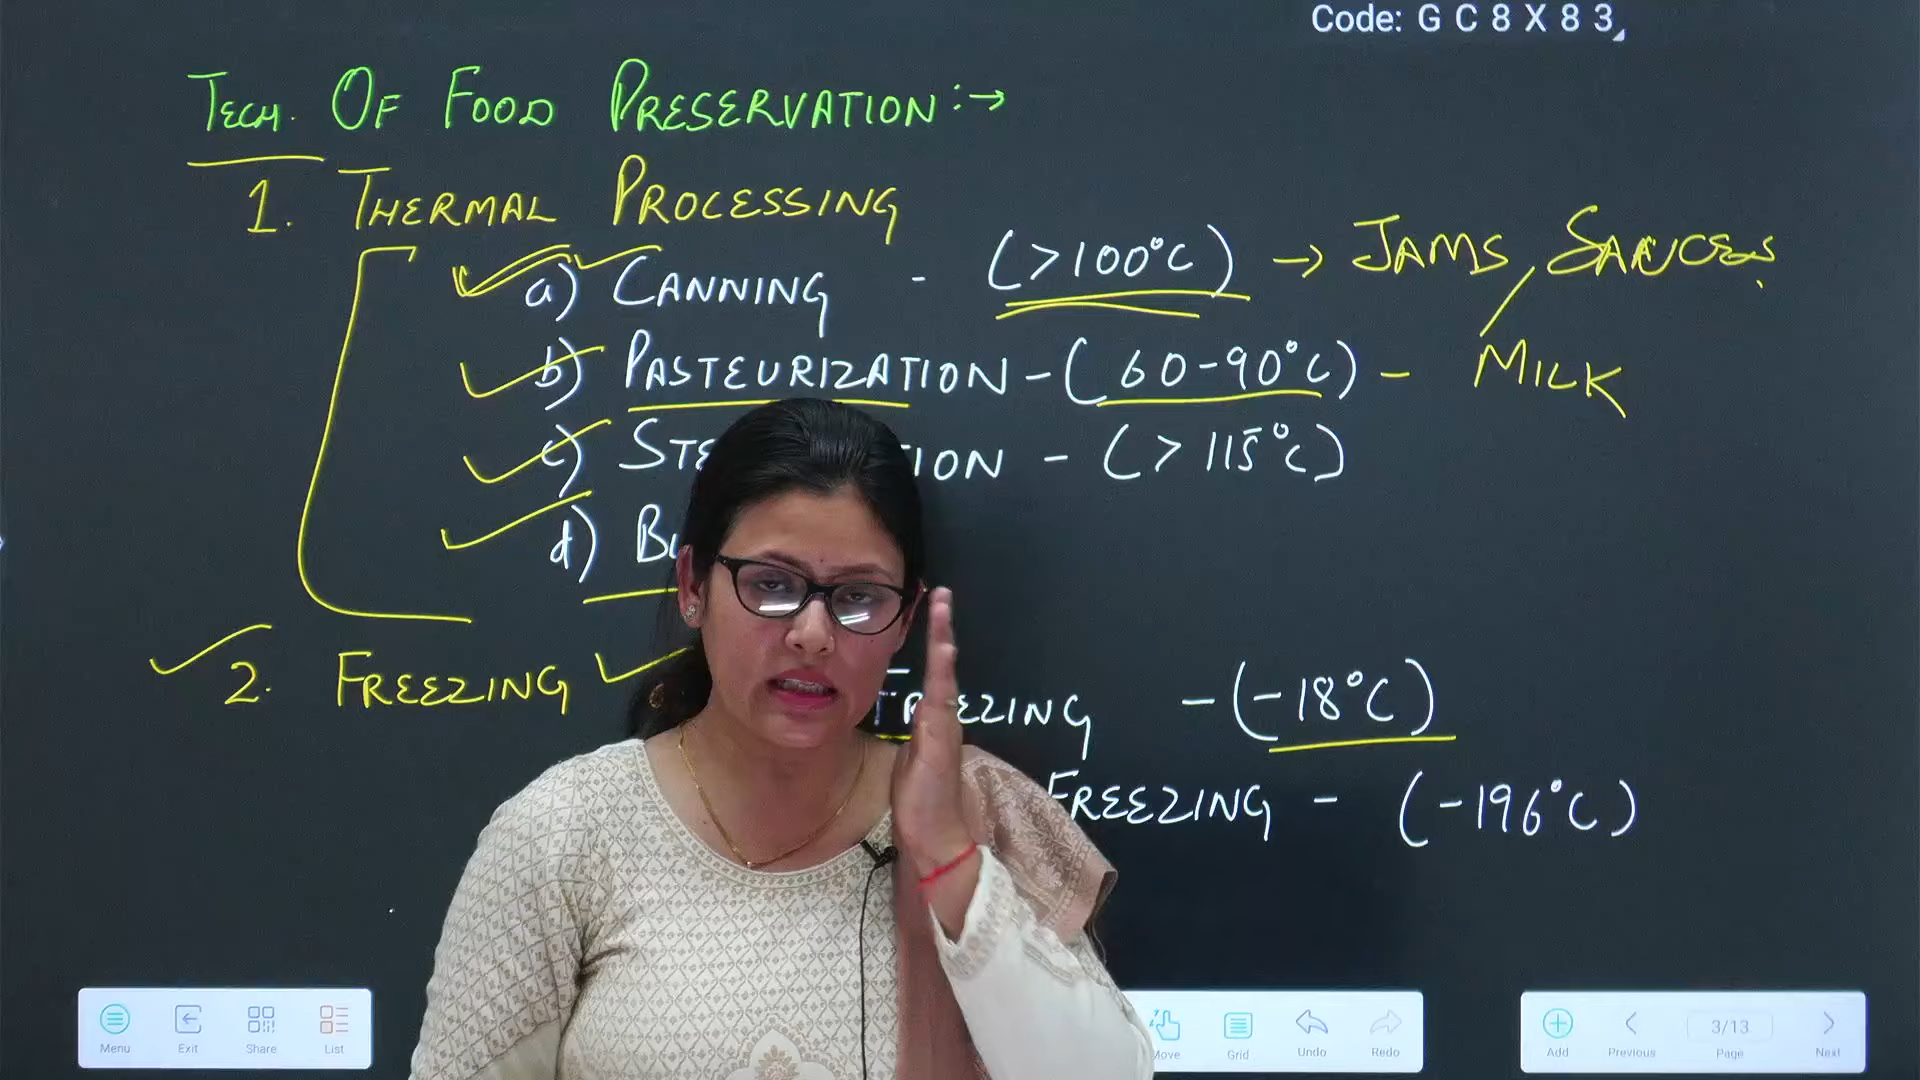 Code: G C 8 X 8 3
TECH. OF FOOD PRESERVATION:→
1. THERMAL PROCESSING
a) CANNING - (>100°C) → JAMS, SAUCES.
b) PASTEURIZATION - (60-90°C) - MILK
c) STE TION - (>115°C)
d)
2. FREEZING FREEZING - (-18°C)
FREEZING - (-196°C)
Menu Exit Share List Move Grid Undo Redo Add Previous 3/13 Page Next